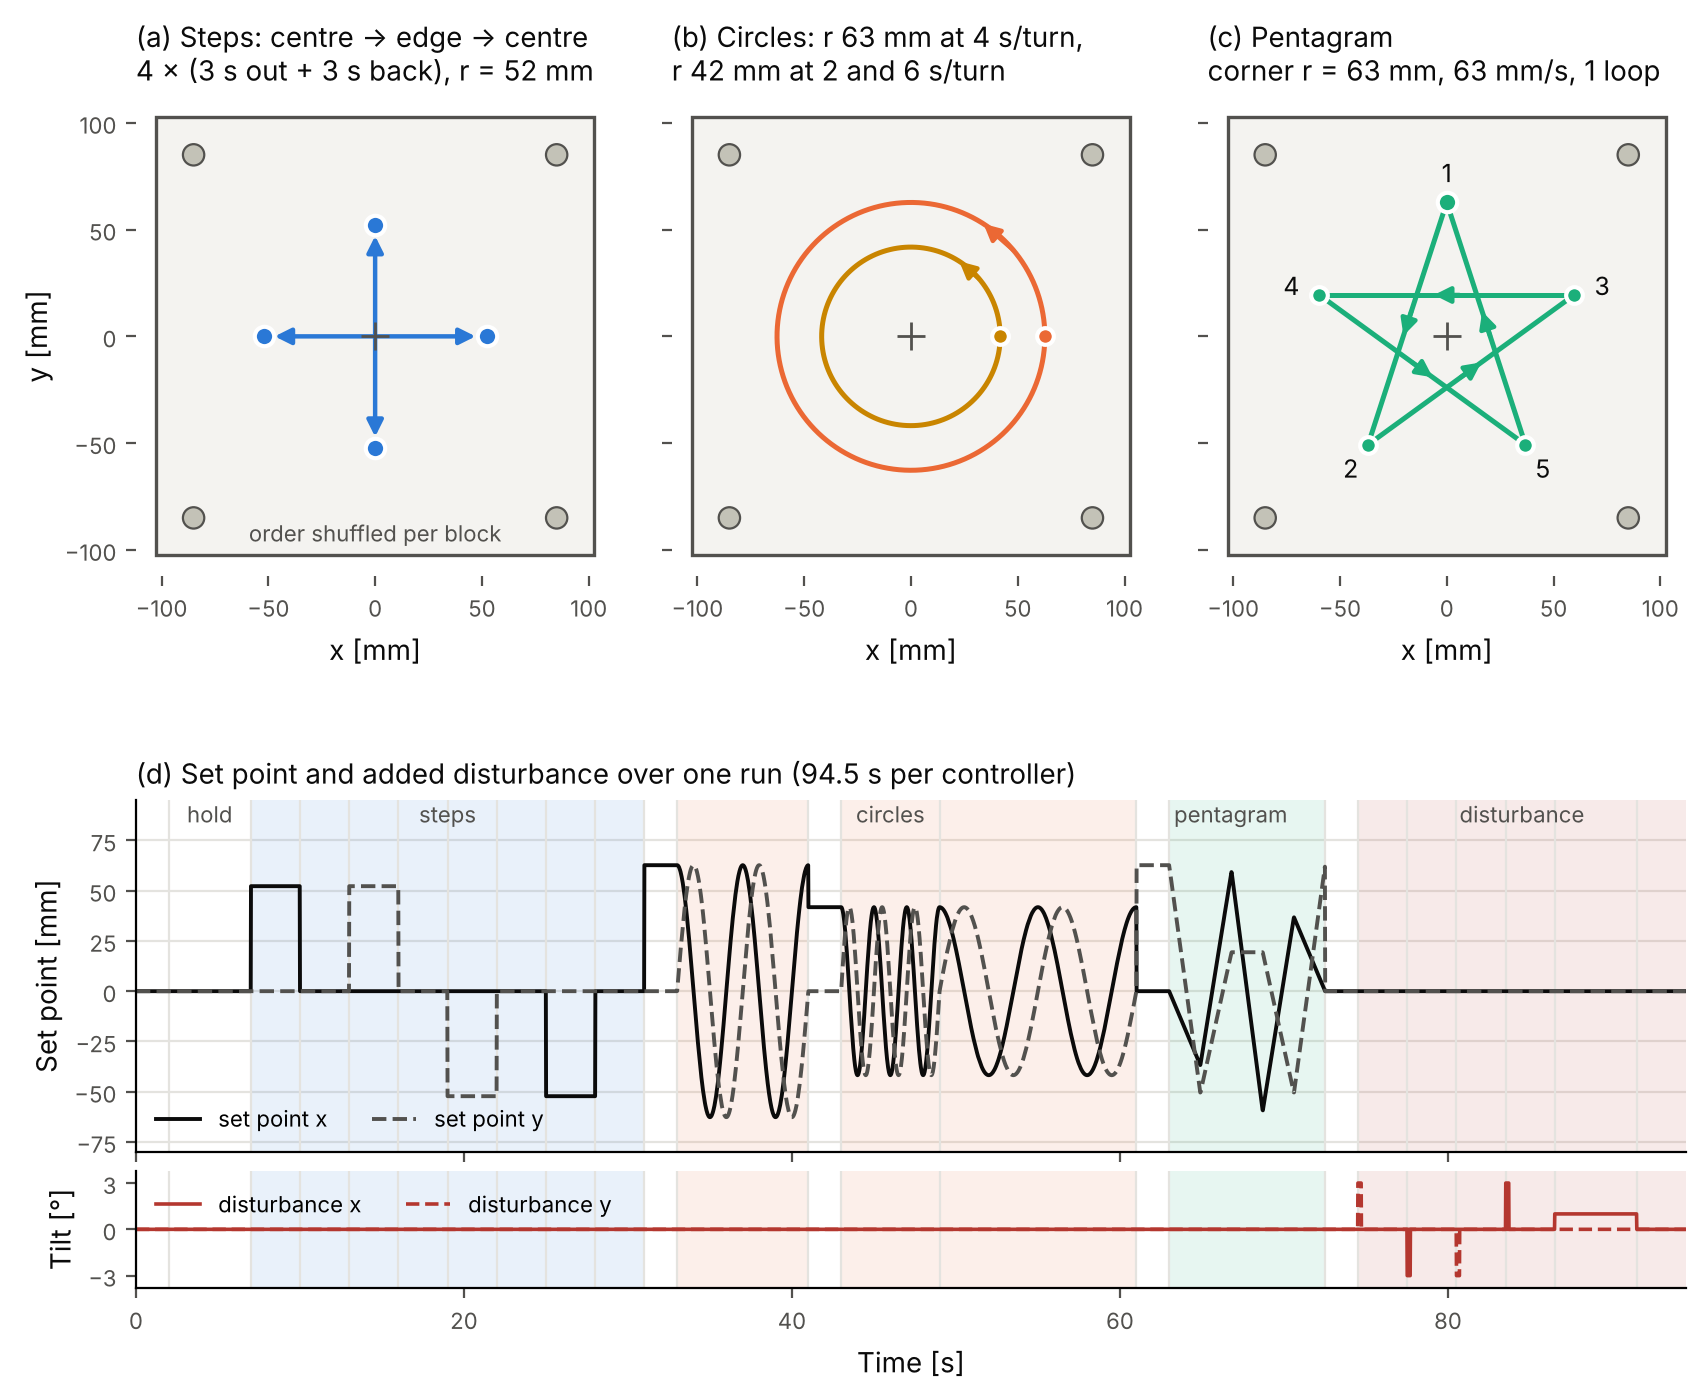 (a) Steps: centre → edge → centre
4 × (3 s out + 3 s back), r = 52 mm
(b) Circles: r 63 mm at 4 s/turn,
r 42 mm at 2 and 6 s/turn
(c) Pentagram
corner r = 63 mm, 63 mm/s, 1 loop
100
50
0
−50
−100
y [mm]
order shuffled per block
−100 −50 0 50 100
x [mm]
−100 −50 0 50 100
x [mm]
1
4 3
2 5
−100 −50 0 50 100
x [mm]
(d) Set point and added disturbance over one run (94.5 s per controller)
hold steps circles pentagram disturbance
75
50
25
0
−25
−50
−75
Set point [mm]
set point x set point y
3
0
−3
Tilt [°]
disturbance x disturbance y
0 20 40 60 80
Time [s]